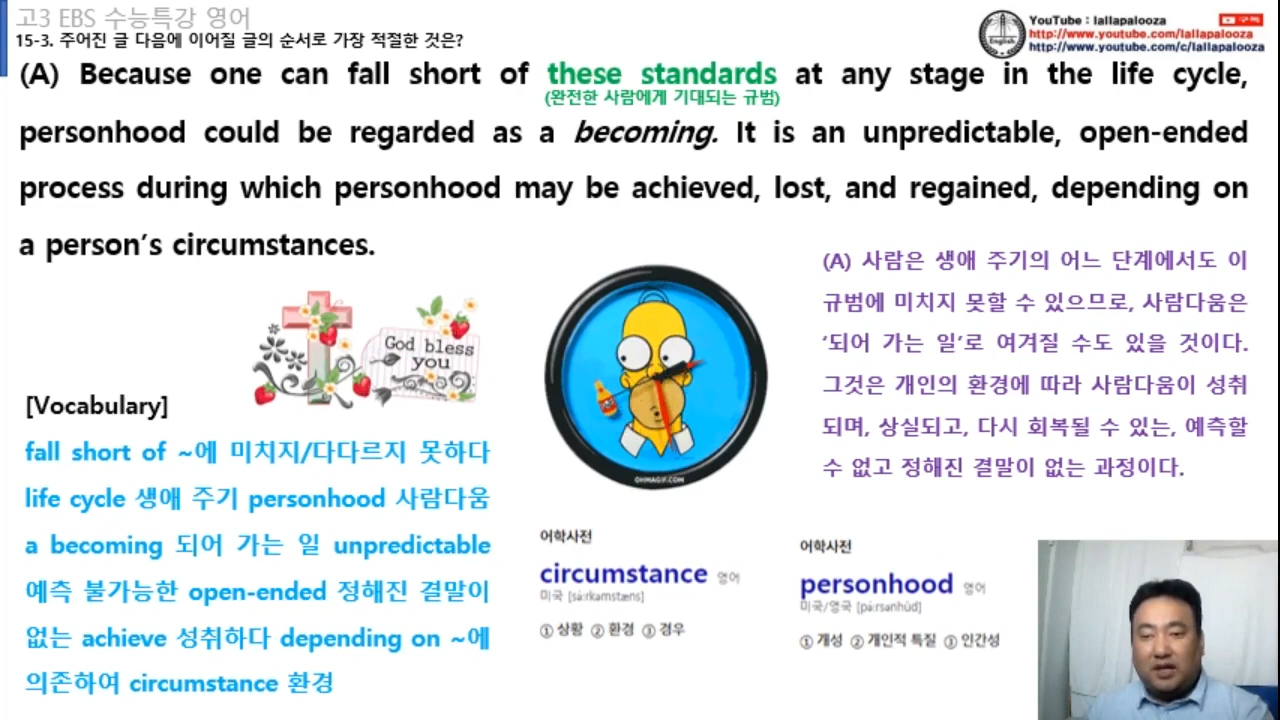 고3 EBS 수능특강 영어
15-3. 주어진 글 다음에 이어질 글의 순서로 가장 적절한 것은?
YouTube : lallapalooza
구독
http://www.youtube.com/lallapalooza
http://www.youtube.com/c/lallapalooza
English
(A) Because one can fall short of these standards at any stage in the life cycle,
(완전한 사람에게 기대되는 규범)
personhood could be regarded as a becoming. It is an unpredictable, open-ended
process during which personhood may be achieved, lost, and regained, depending on
a person's circumstances.
(A) 사람은 생애 주기의 어느 단계에서도 이
규범에 미치지 못할 수 있으므로, 사람다움은
‘되어 가는 일’로 여겨질 수도 있을 것이다.
그것은 개인의 환경에 따라 사람다움이 성취
되며, 상실되고, 다시 회복될 수 있는, 예측할
수 없고 정해진 결말이 없는 과정이다.
God bless
you
OHMAGIF.COM
[Vocabulary]
fall short of ~에 미치지/다다르지 못하다
life cycle 생애 주기 personhood 사람다움
a becoming 되어 가는 일 unpredictable
예측 불가능한 open-ended 정해진 결말이
없는 achieve 성취하다 depending on ~에
의존하여 circumstance 환경
어학사전
circumstance 영어
미국 [sə́ːrkəmstæns]
① 상황 ② 환경 ③ 경우
어학사전
personhood 영어
미국/영국 [pə́ːrsənhùd]
① 개성 ② 개인적 특질 ③ 인간성